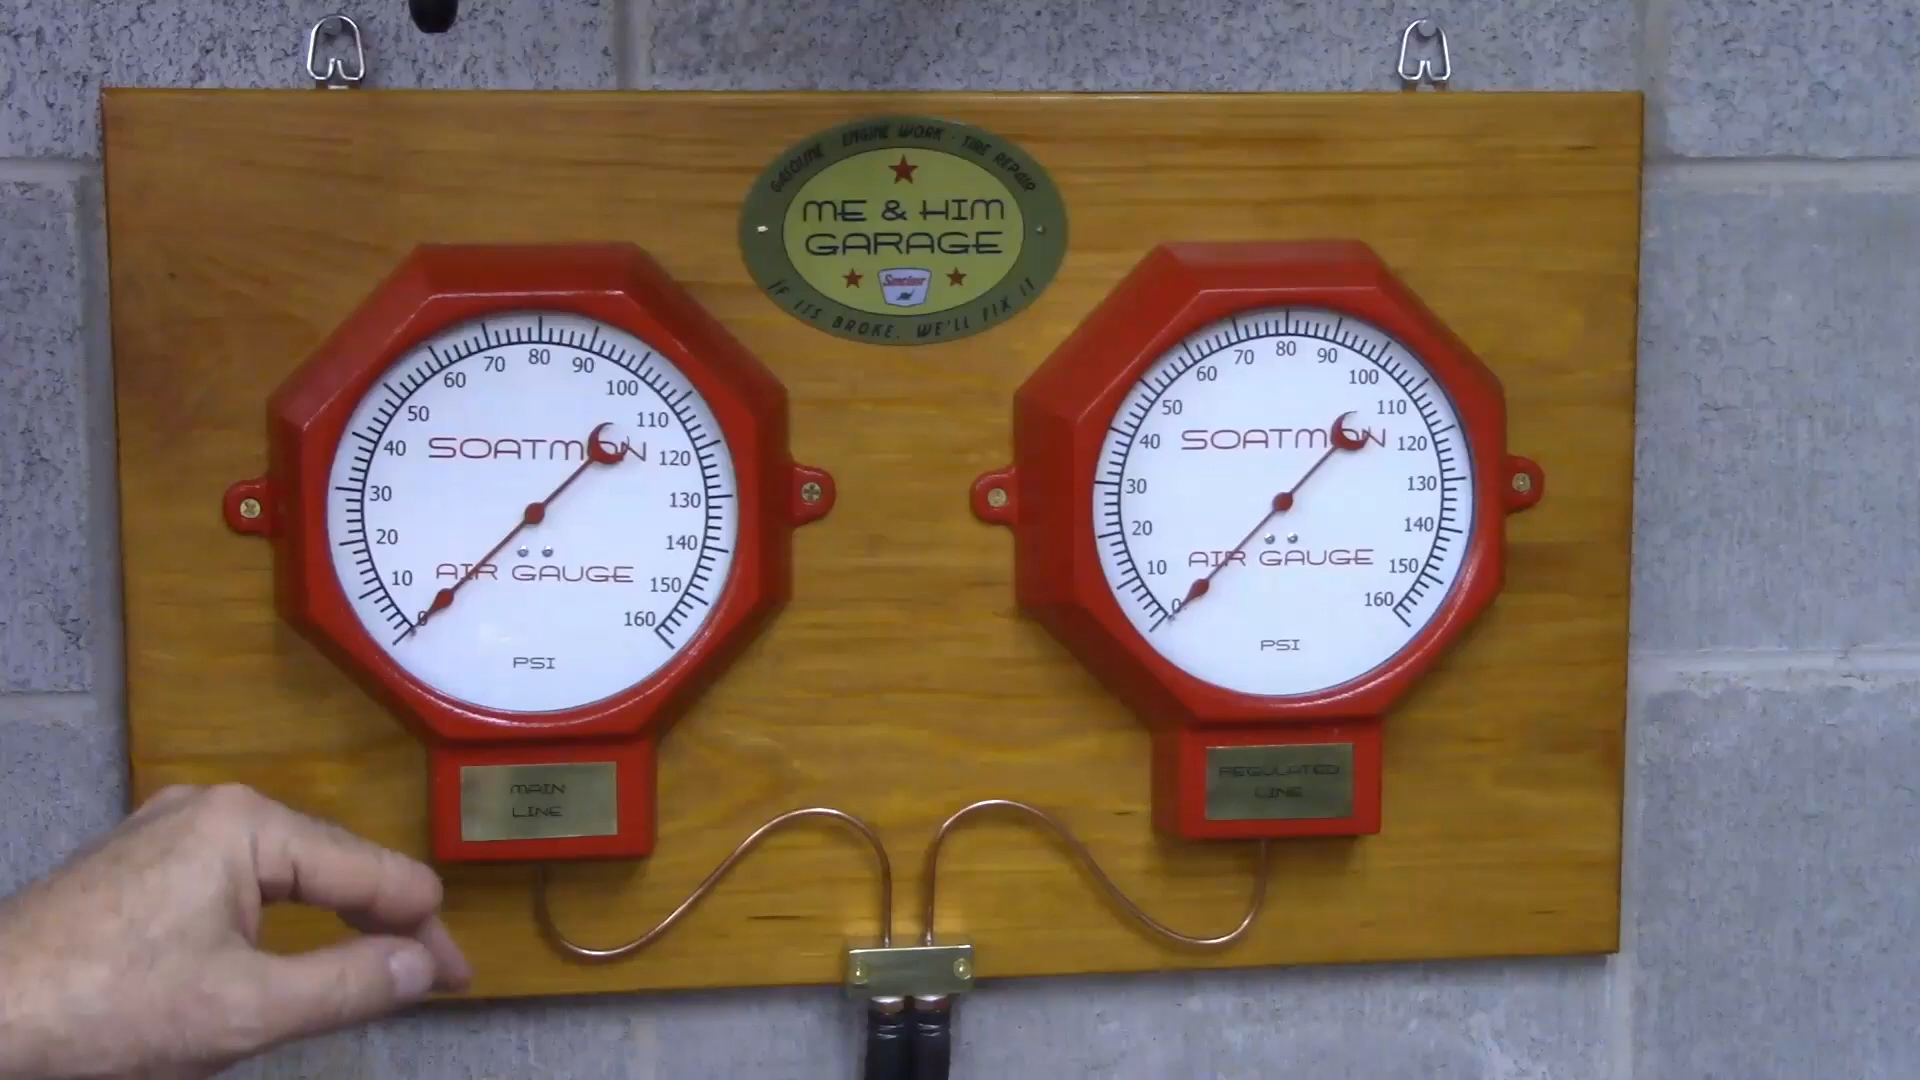 GASOLINE · ENGINE WORK · TIRE REPAIR
ME & HIM
GARAGE
Sinclair
IF ITS BROKE, WE'LL FIX IT
0
10
20
30
40
50
60
70
80
90
100
110
120
130
140
150
160
SOATMON
AIR GAUGE
PSI
MAIN
LINE
0
10
20
30
40
50
60
70
80
90
100
110
120
130
140
150
160
SOATMON
AIR GAUGE
PSI
REGULATED
LINE